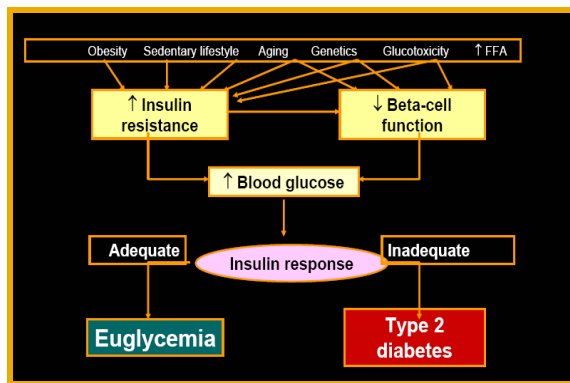 Obesity Sedentary lifestyle Aging Genetics Glucotoxicity ↑ FFA
↑ Insulin
resistance
↓ Beta-cell
function
↑ Blood glucose
Adequate
Inadequate
Insulin response
Euglycemia
Type 2
diabetes